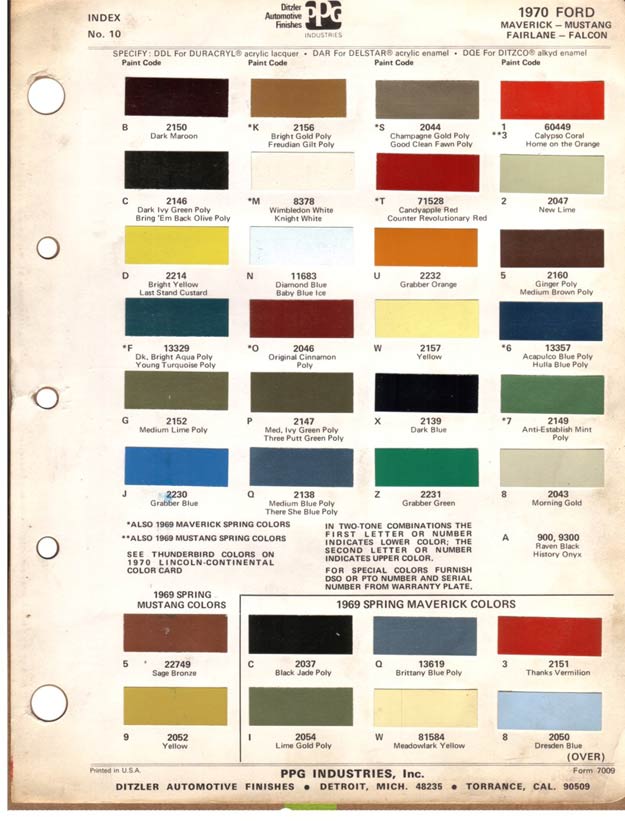 INDEX
No. 10
Ditzler
Automotive
Finishes
PPG
INDUSTRIES
1970 FORD
MAVERICK – MUSTANG
FAIRLANE – FALCON
SPECIFY: DDL For DURACRYL® acrylic lacquer • DAR For DELSTAR® acrylic enamel • DQE For DITZCO® alkyd enamel
Paint Code Paint Code Paint Code Paint Code
B 2150
Dark Maroon
*K 2156
Bright Gold Poly
Freudian Gilt Poly
*S 2044
Champagne Gold Poly
Good Clean Fawn Poly
1 60449
**3 Calypso Coral
Home on the Orange
C 2146
Dark Ivy Green Poly
Bring 'Em Back Olive Poly
*M 8378
Wimbledon White
Knight White
*T 71528
Candyapple Red
Counter Revolutionary Red
2 2047
New Lime
D 2214
Bright Yellow
Last Stand Custard
N 11683
Diamond Blue
Baby Blue Ice
U 2232
Grabber Orange
5 2160
Ginger Poly
Medium Brown Poly
*F 13329
Dk. Bright Aqua Poly
Young Turquoise Poly
*O 2046
Original Cinnamon
Poly
W 2157
Yellow
*6 13357
Acapulco Blue Poly
Hulla Blue Poly
G 2152
Medium Lime Poly
P 2147
Med. Ivy Green Poly
Three Putt Green Poly
X 2139
Dark Blue
*7 2149
Anti-Establish Mint
Poly
J 2230
Grabber Blue
Q 2138
Medium Blue Poly
There She Blue Poly
Z 2231
Grabber Green
8 2043
Morning Gold
*ALSO 1969 MAVERICK SPRING COLORS
**ALSO 1969 MUSTANG SPRING COLORS
SEE THUNDERBIRD COLORS ON
1970 LINCOLN-CONTINENTAL
COLOR CARD
IN TWO-TONE COMBINATIONS THE
FIRST LETTER OR NUMBER
INDICATES LOWER COLOR; THE
SECOND LETTER OR NUMBER
INDICATES UPPER COLOR.
FOR SPECIAL COLORS FURNISH
DSO OR PTO NUMBER AND SERIAL
NUMBER FROM WARRANTY PLATE.
A 900, 9300
Raven Black
History Onyx
1969 SPRING
MUSTANG COLORS
1969 SPRING MAVERICK COLORS
5 22749
Sage Bronze
C 2037
Black Jade Poly
Q 13619
Brittany Blue Poly
3 2151
Thanks Vermilion
9 2052
Yellow
I 2054
Lime Gold Poly
W 81584
Meadowlark Yellow
8 2050
Dresden Blue
(OVER)
Printed in U.S.A.
PPG INDUSTRIES, Inc.
Form 7009
DITZLER AUTOMOTIVE FINISHES • DETROIT, MICH. 48235 • TORRANCE, CAL. 90509